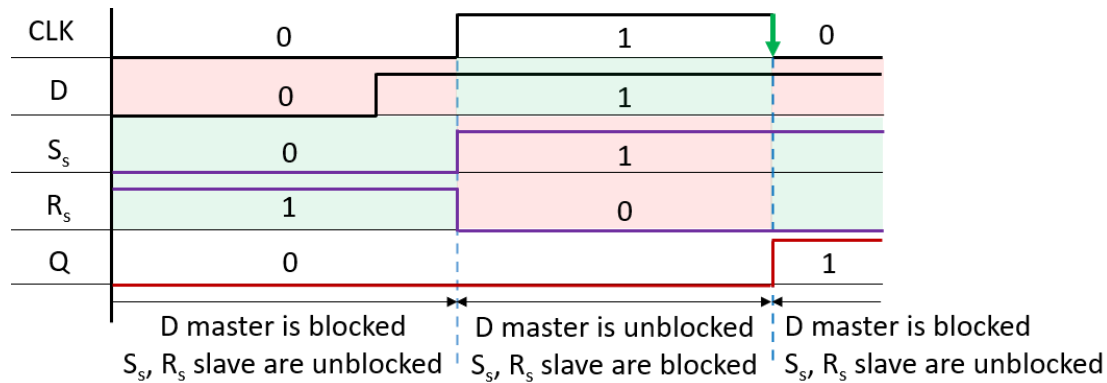 CLK 0 1 0
D 0 1
Sₛ 0 1
Rₛ 1 0
Q 0 1
D master is blocked D master is unblocked D master is blocked
Sₛ, Rₛ slave are unblocked Sₛ, Rₛ slave are blocked Sₛ, Rₛ slave are unblocked